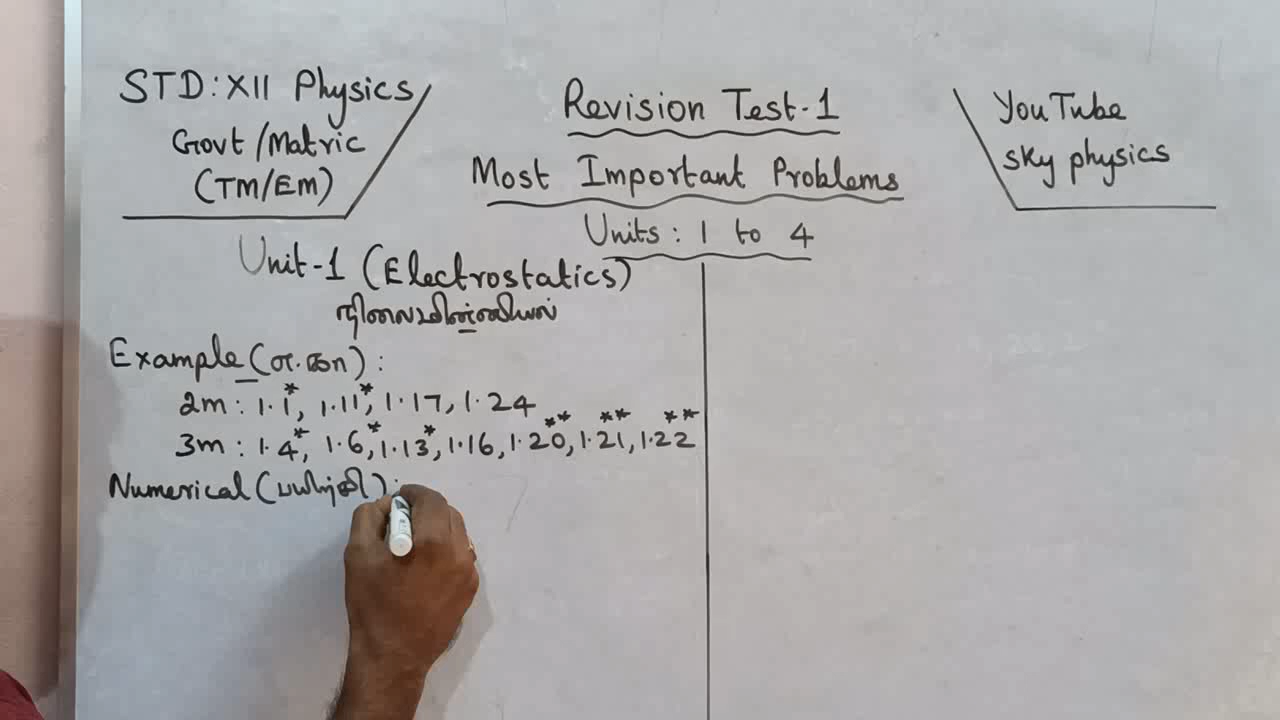 STD: XII Physics
Govt /Matric
(TM/EM)
Revision Test-1
Most Important Problems
Units: 1 to 4
YouTube
sky physics
Unit-1 (Electrostatics)
நிலைமின்னியல்
Example (எ.கா):
2m: 1.1*, 1.11*, 1.17, 1.24
3m: 1.4*, 1.6*, 1.13*, 1.16, 1.20**, 1.21**, 1.22**
Numerical (பயிற்சி):